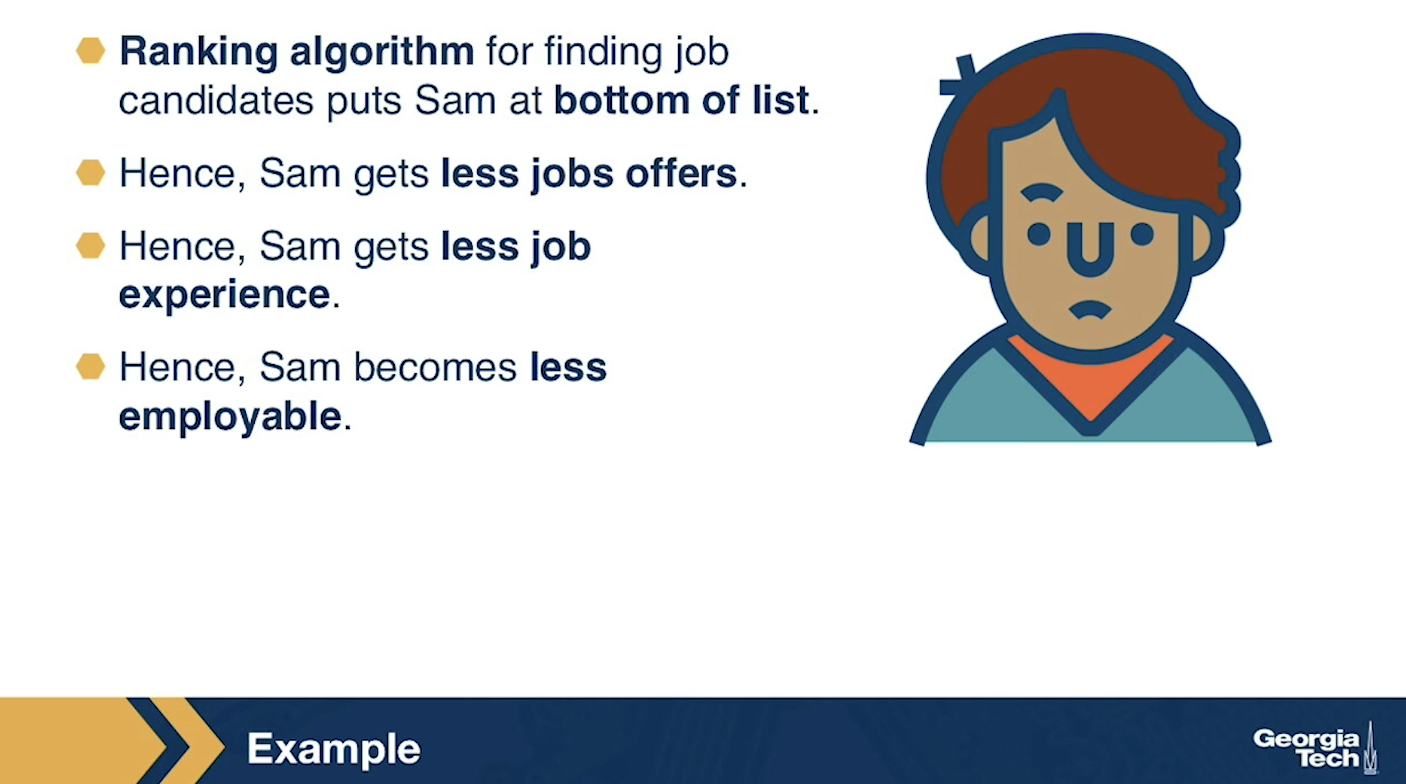 Ranking algorithm for finding job
candidates puts Sam at bottom of list.
Hence, Sam gets less jobs offers.
Hence, Sam gets less job
experience.
Hence, Sam becomes less
employable.
Example
Georgia
Tech